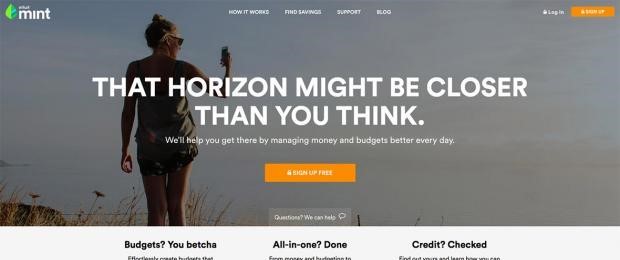 intuit
mint
HOW IT WORKS FIND SAVINGS SUPPORT BLOG Log In SIGN UP
THAT HORIZON MIGHT BE CLOSER
THAN YOU THINK.
We'll help you get there by managing money and budgets better every day.
SIGN UP FREE
Questions? We can help
Budgets? You betcha All-in-one? Done Credit? Checked
Effortlessly create budgets that From money and budgeting to Find out yours and learn how you can